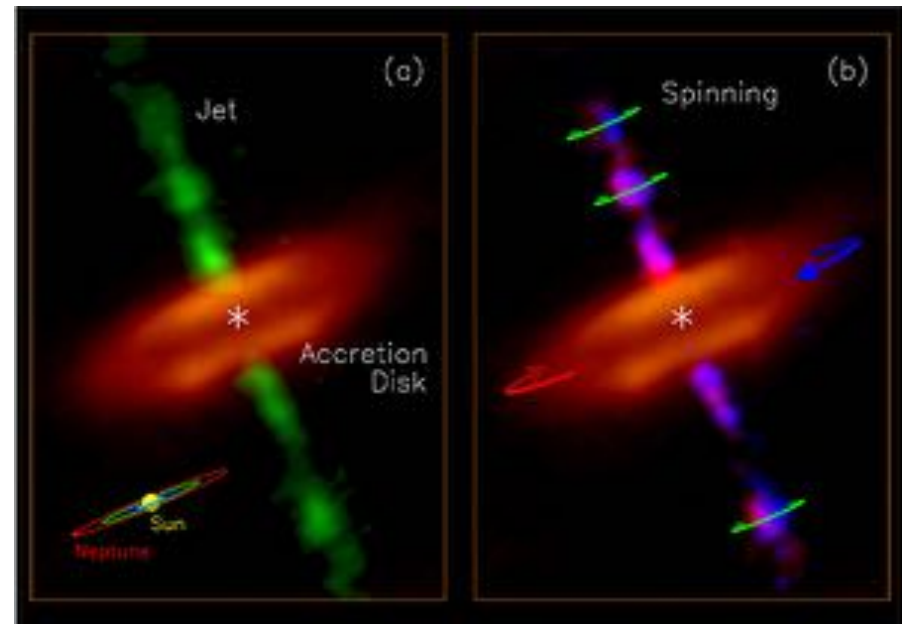 (a)
Jet
Accretion
Disk
Sun
Neptune
(b)
Spinning